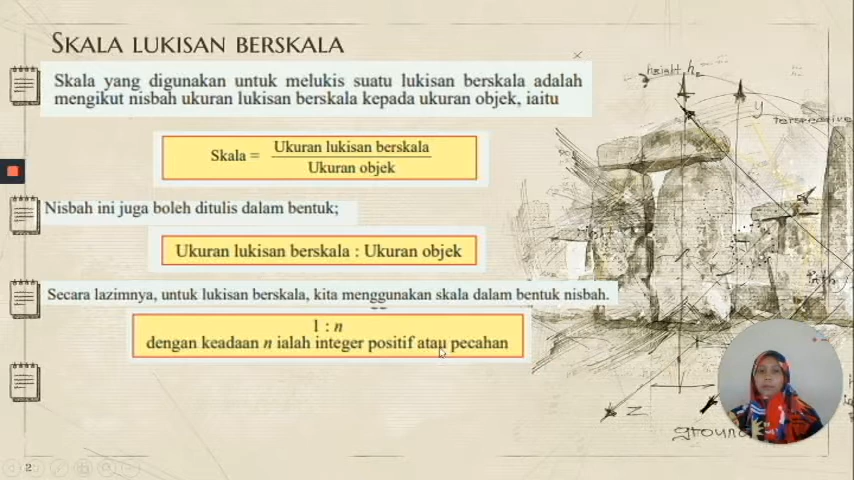 SKALA LUKISAN BERSKALA
Skala yang digunakan untuk melukis suatu lukisan berskala adalah
mengikut nisbah ukuran lukisan berskala kepada ukuran objek, iaitu
Skala = Ukuran lukisan berskala
Ukuran objek
Nisbah ini juga boleh ditulis dalam bentuk;
Ukuran lukisan berskala : Ukuran objek
Secara lazimnya, untuk lukisan berskala, kita menggunakan skala dalam bentuk nisbah.
1 : n
dengan keadaan n ialah integer positif atau pecahan
y
z
2